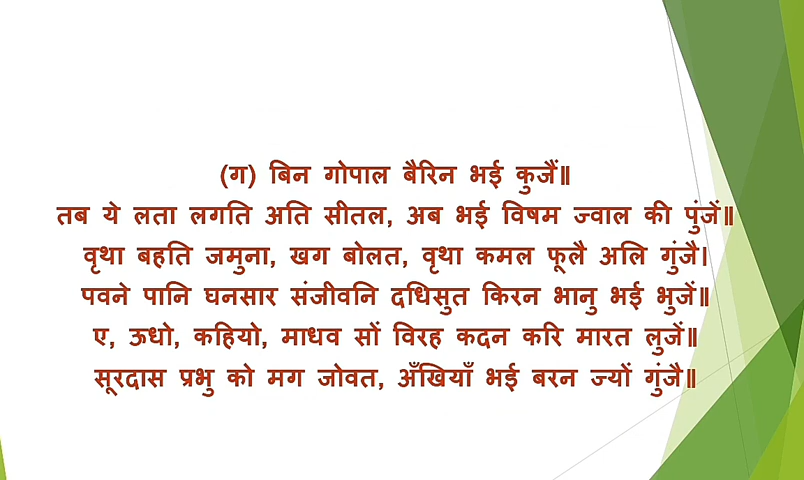 (ग) बिन गोपाल बैरिन भई कुजैं॥
तब ये लता लगति अति सीतल, अब भई विषम ज्वाल की पुंजें॥
वृथा बहति जमुना, खग बोलत, वृथा कमल फूलै अलि गुंजै।
पवने पानि घनसार संजीवनि दधिसुत किरन भानु भई भुजें॥
ए, ऊधो, कहियो, माधव सों विरह कदन करि मारत लुजें॥
सूरदास प्रभु को मग जोवत, अँखियाँ भई बरन ज्यों गुंजै॥